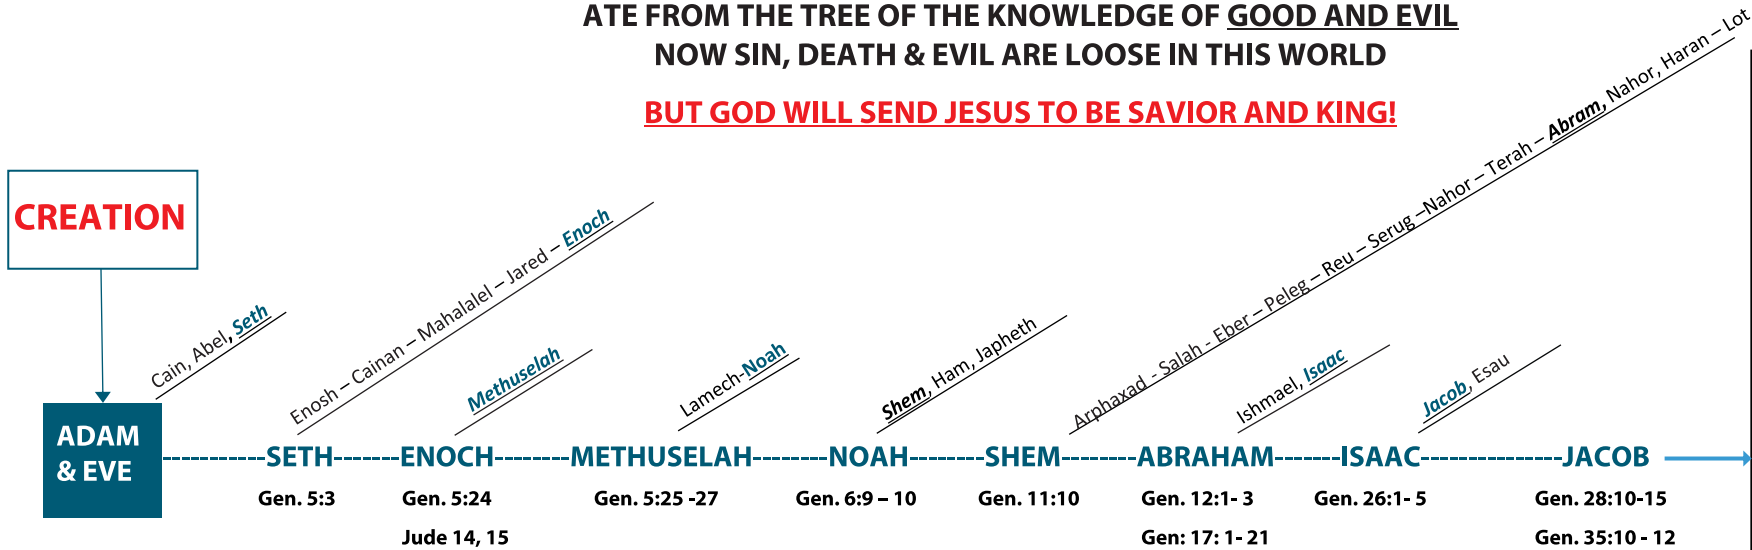 ATE FROM THE TREE OF THE KNOWLEDGE OF GOOD AND EVIL
NOW SIN, DEATH & EVIL ARE LOOSE IN THIS WORLD
BUT GOD WILL SEND JESUS TO BE SAVIOR AND KING!
CREATION
Cain, Abel, Seth
Enosh – Cainan – Mahalalel – Jared – Enoch
Methuselah
Lamech-Noah
Shem, Ham, Japheth
Arphaxad - Salah - Eber – Peleg – Reu – Serug –Nahor – Terah – Abram, Nahor, Haran – Lot
Ishmael, Isaac
Jacob, Esau
ADAM
& EVE
SETH
ENOCH
METHUSELAH
NOAH
SHEM
ABRAHAM
ISAAC
JACOB
Gen. 5:3
Gen. 5:24
Jude 14, 15
Gen. 5:25 -27
Gen. 6:9 – 10
Gen. 11:10
Gen. 12:1- 3
Gen: 17: 1- 21
Gen. 26:1- 5
Gen. 28:10-15
Gen. 35:10 - 12